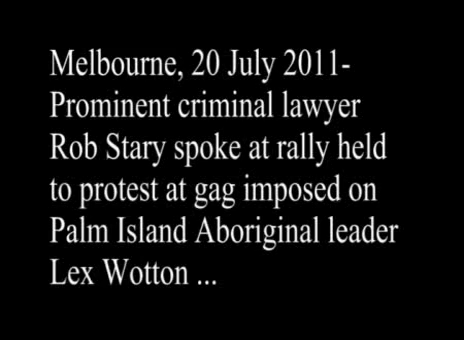 Melbourne, 20 July 2011-
Prominent criminal lawyer
Rob Stary spoke at rally held
to protest at gag imposed on
Palm Island Aboriginal leader
Lex Wotton ...